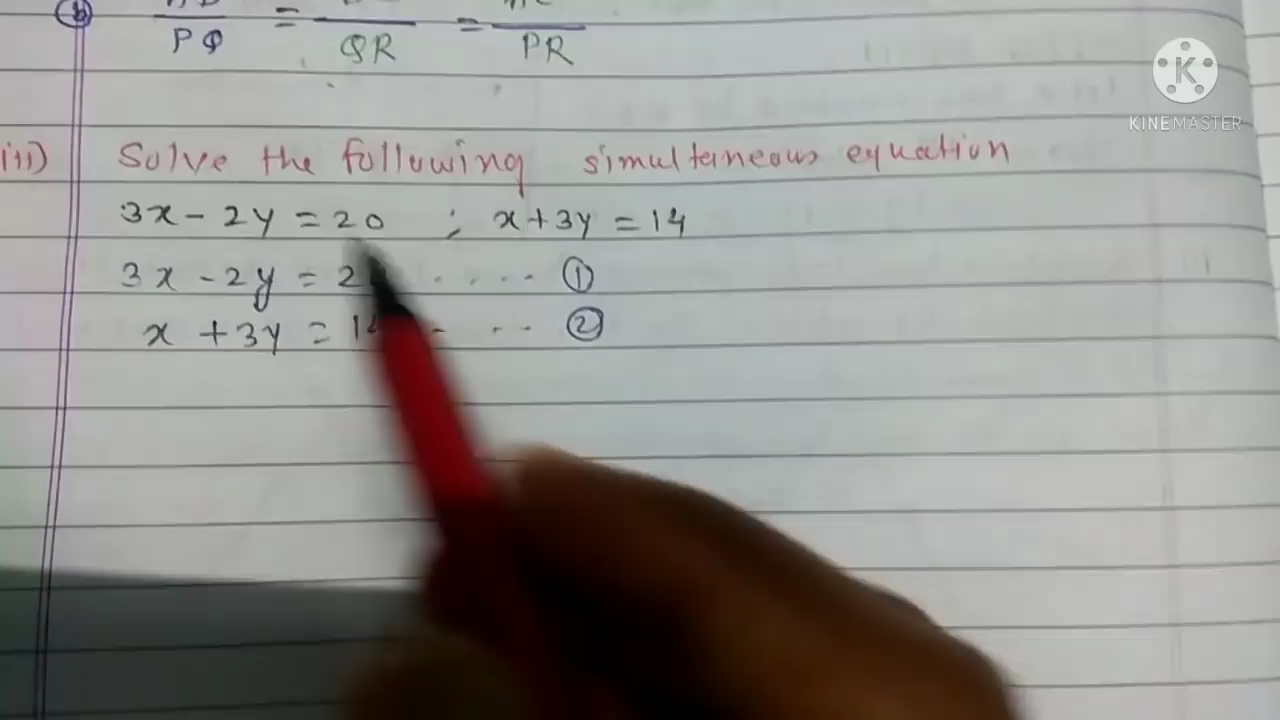 b
PQ = QR = PR
K
KINEMASTER
iii) Solve the following simultaneous equation
3x - 2y = 20 ; x + 3y = 14
3x - 2y = 2 . . . . . ①
x + 3y = 14 - . . . ②